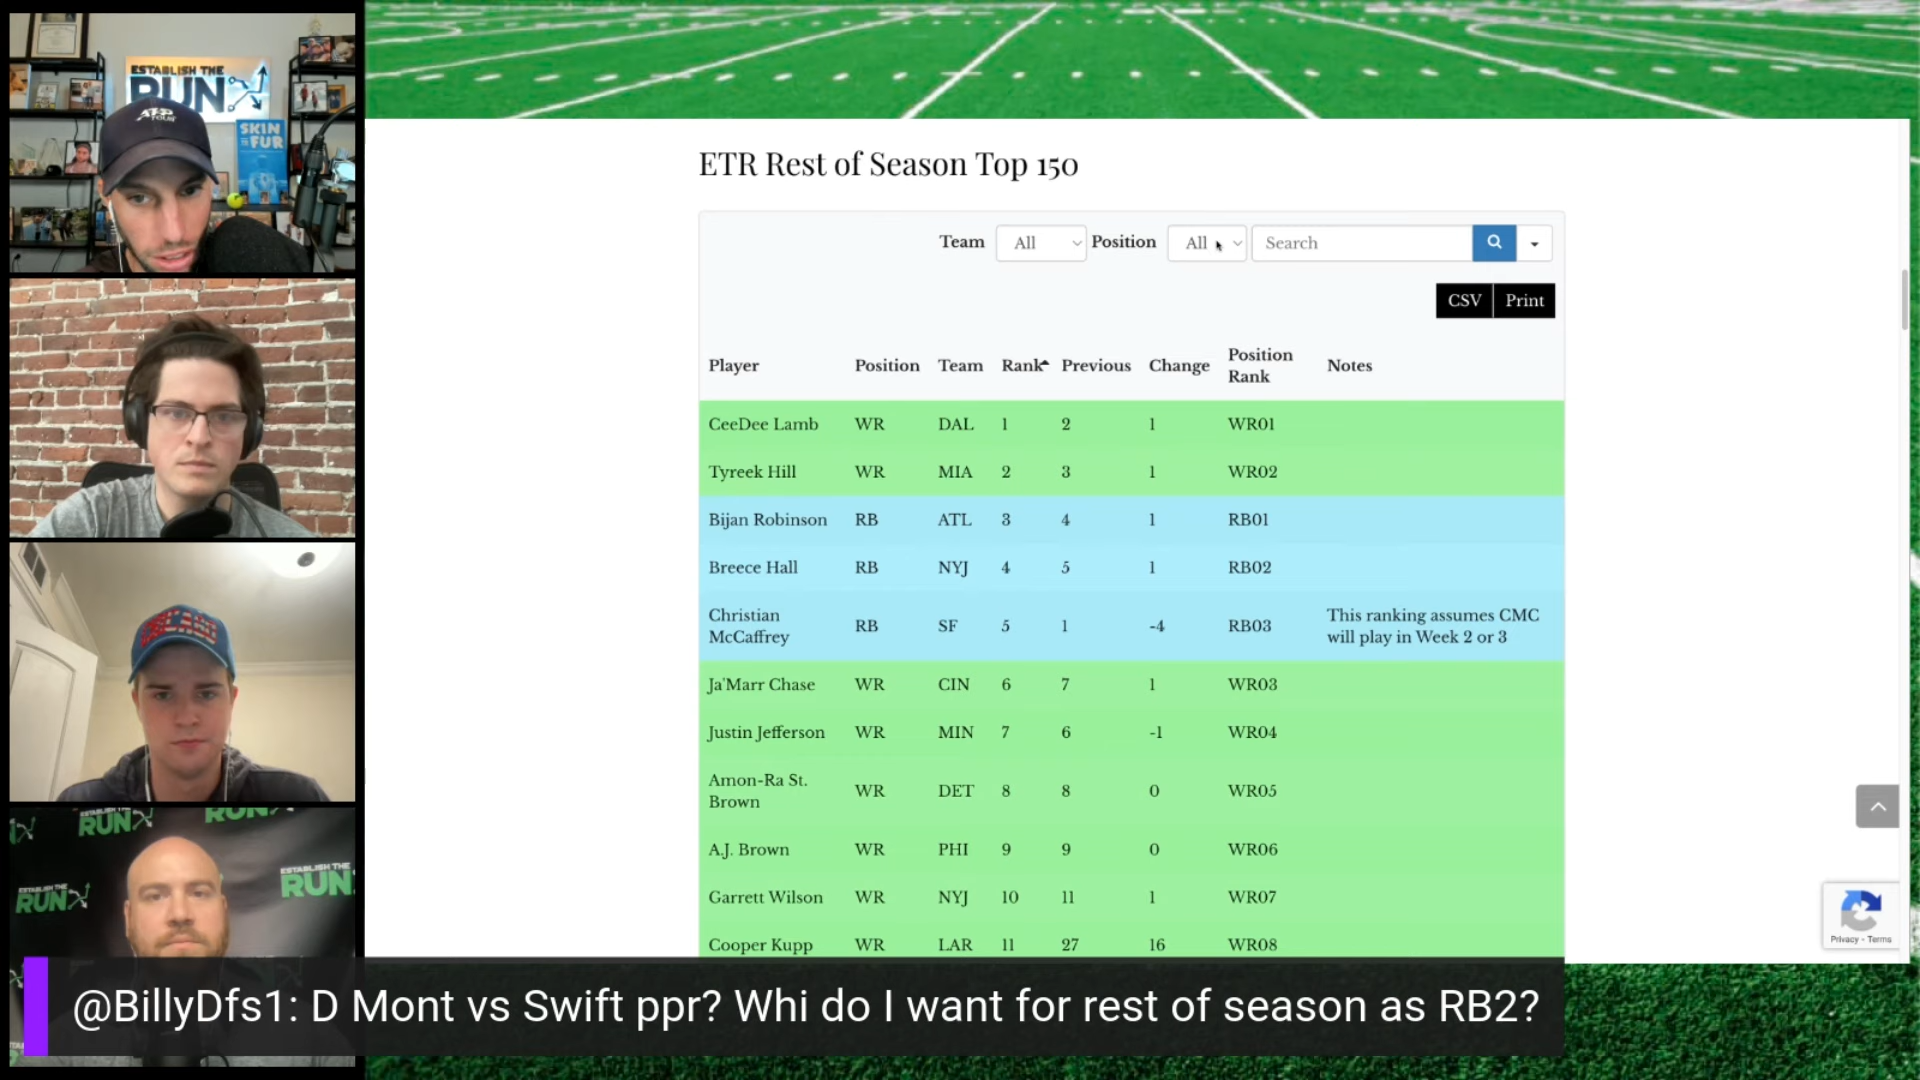 ESTABLISH THE
RUN
ATP
TOUR
SKIN
FUR
ESTABLISH THE
RUN
ESTABLISH THE
RUN
ETR Rest of Season Top 150
Team All Position All Search
CSV Print
Player Position Team Rank Previous Change Position Rank Notes
CeeDee Lamb WR DAL 1 2 1 WR01
Tyreek Hill WR MIA 2 3 1 WR02
Bijan Robinson RB ATL 3 4 1 RB01
Breece Hall RB NYJ 4 5 1 RB02
Christian McCaffrey RB SF 5 1 -4 RB03 This ranking assumes CMC will play in Week 2 or 3
Ja'Marr Chase WR CIN 6 7 1 WR03
Justin Jefferson WR MIN 7 6 -1 WR04
Amon-Ra St. Brown WR DET 8 8 0 WR05
A.J. Brown WR PHI 9 9 0 WR06
Garrett Wilson WR NYJ 10 11 1 WR07
Cooper Kupp WR LAR 11 27 16 WR08
Privacy - Terms
@BillyDfs1: D Mont vs Swift ppr? Whi do I want for rest of season as RB2?